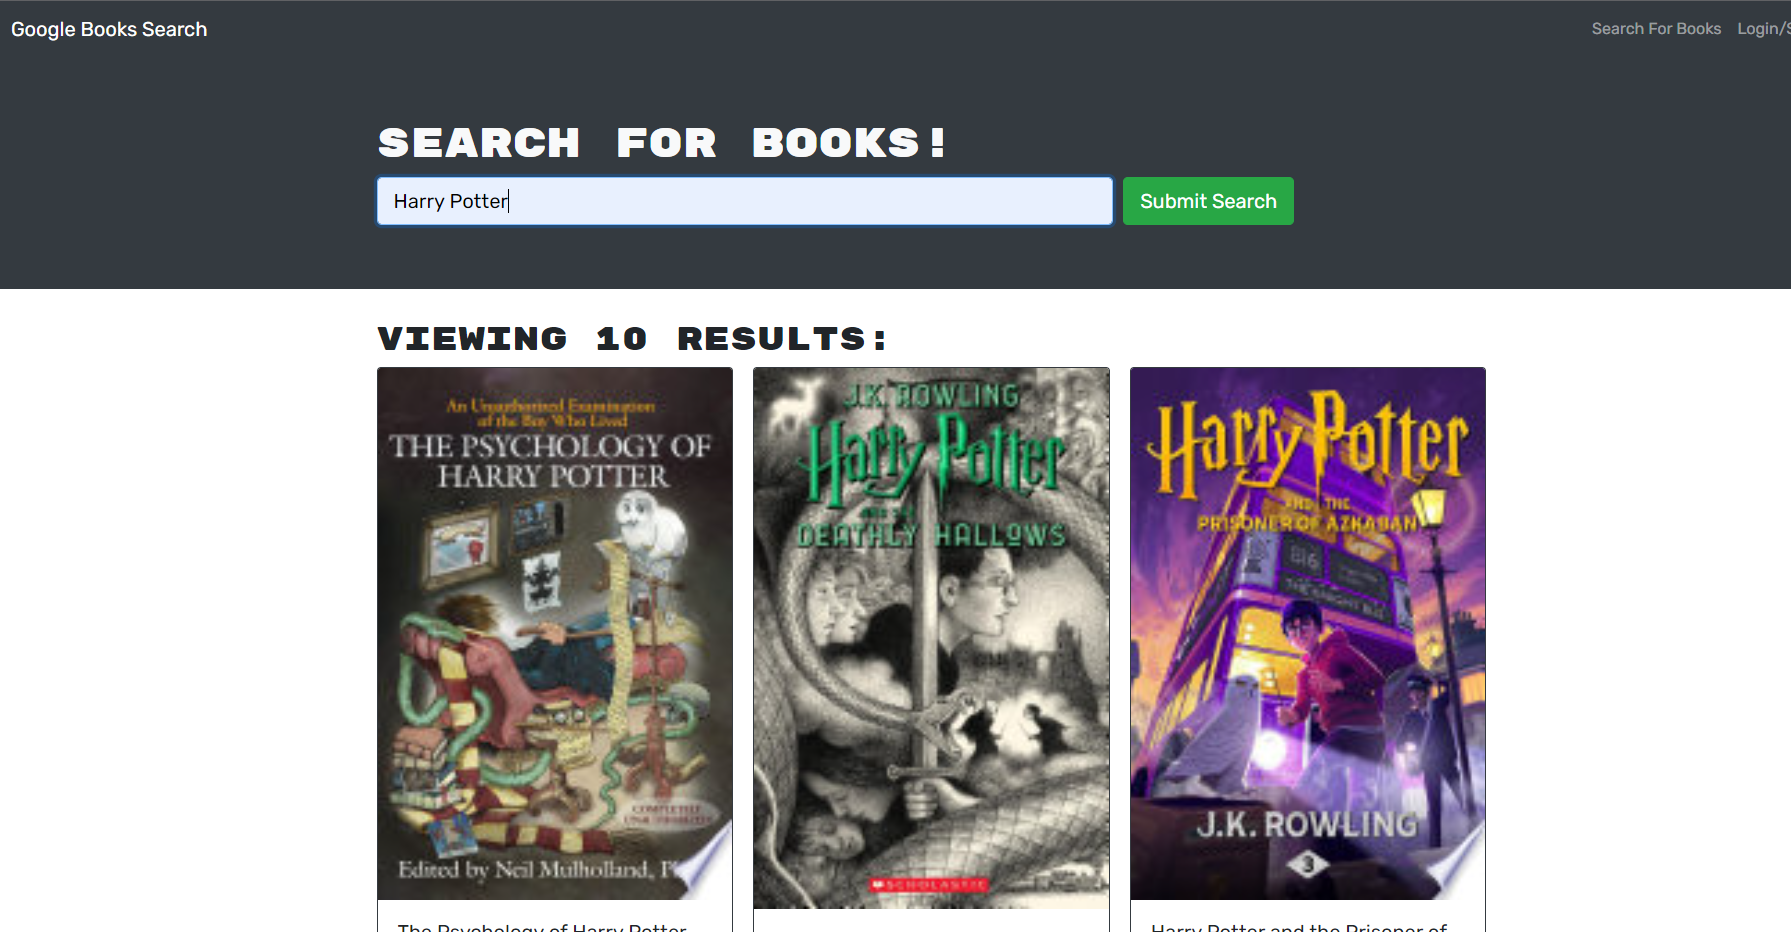 Google Books Search
Search For Books
Login/S
SEARCH FOR BOOKS!
Harry Potter
Submit Search
VIEWING 10 RESULTS:
An Unauthorized Examination
of the Boy Who Lived
THE PSYCHOLOGY OF
HARRY POTTER
COMPLETELY
UNAUTHORIZED
Edited by Neil Mulholland, P
The Psychology of Harry Potter
J.K. ROWLING
Harry Potter
AND THE
DEATHLY HALLOWS
SCHOLASTIC
Harry Potter
AND THE
PRISONER OF AZKABAN
THE KNIGHT BUS
J.K. ROWLING
3
Harry Potter and the Prisoner of